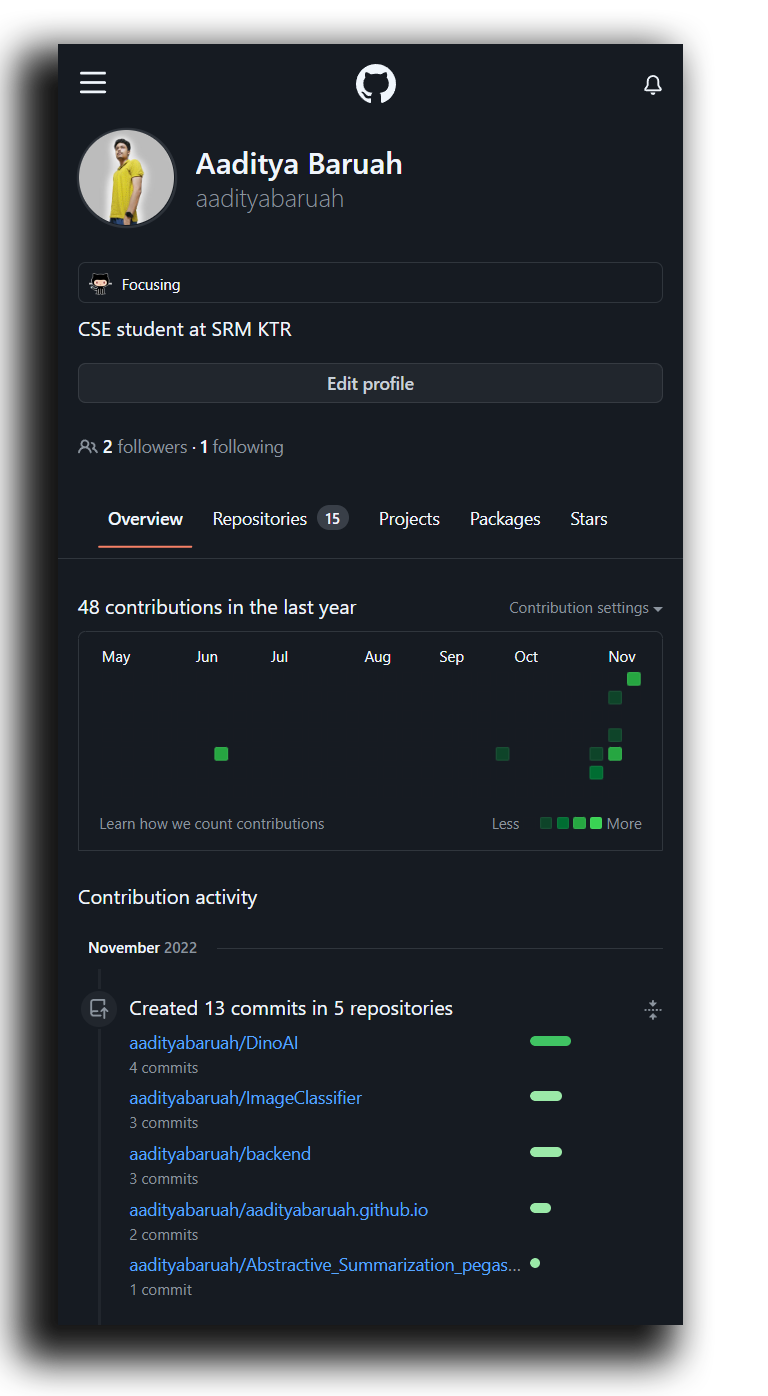 Aaditya Baruah
aadityabaruah
Focusing
CSE student at SRM KTR
Edit profile
2 followers · 1 following
Overview Repositories 15 Projects Packages Stars
48 contributions in the last year Contribution settings
May Jun Jul Aug Sep Oct Nov
Learn how we count contributions Less More
Contribution activity
November 2022
Created 13 commits in 5 repositories
aadityabaruah/DinoAI
4 commits
aadityabaruah/ImageClassifier
3 commits
aadityabaruah/backend
3 commits
aadityabaruah/aadityabaruah.github.io
2 commits
aadityabaruah/Abstractive_Summarization_pegas...
1 commit